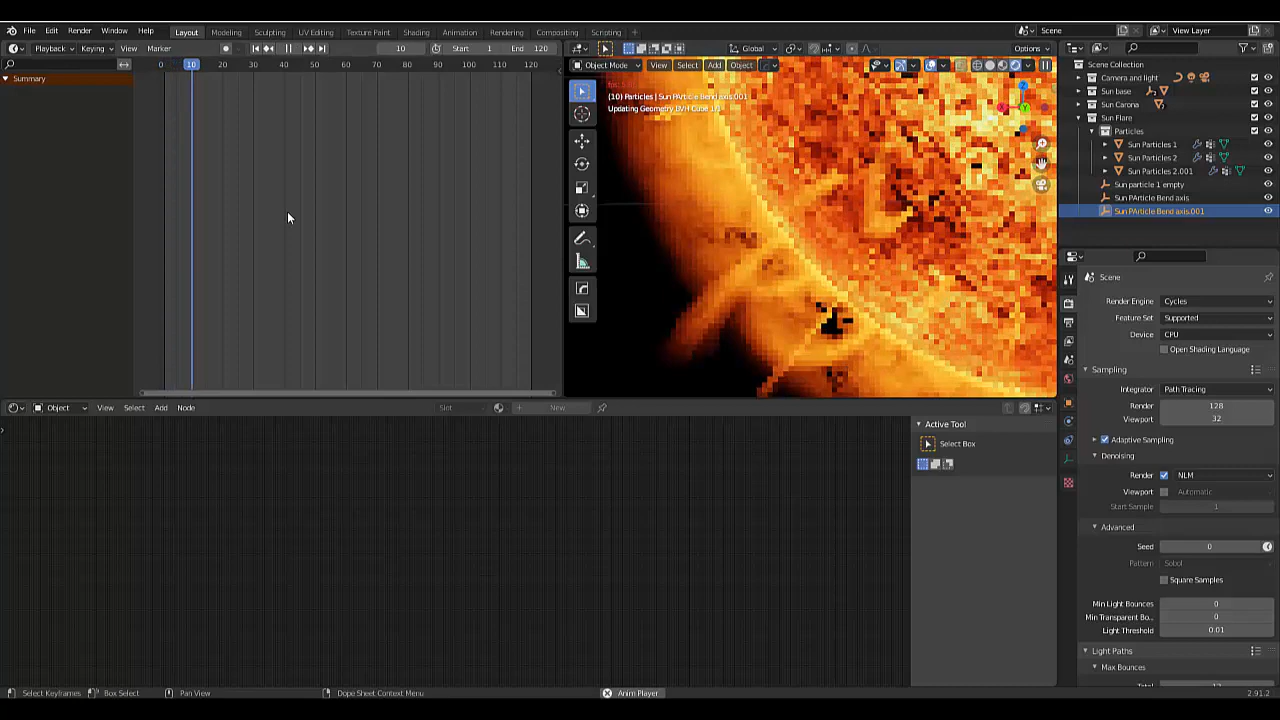 File Edit Render Window Help Layout Modeling Sculpting UV Editing Texture Paint Shading Animation Rendering Compositing Scripting Scene View Layer
Playback Keying View Marker 10 Start 1 End 120 Global Options
0 10 20 30 40 50 60 70 80 90 100 110 120 Object Mode View Select Add Object
Summary
(10) Particles | Sun PArticle Bend axis.001
Updating Geometry BVH Cube 1/1
Scene Collection
Camera and light
Sun base
Sun Carona
Sun Flare
Particles
Sun Particles 1
Sun Particles 2
Sun Particles 2.001
Sun particle 1 empty
Sun PArticle Bend axis
Sun PArticle Bend axis.001
Scene
Render Engine Cycles
Feature Set Supported
Device CPU
Open Shading Language
Sampling
Integrator Path Tracing
Render 128
Viewport 32
Adaptive Sampling
Denoising
Render NLM
Viewport Automatic
Start Sample 1
Advanced
Seed 0
Pattern Sobol
Square Samples
Min Light Bounces 0
Min Transparent Bo... 0
Light Threshold 0.01
Light Paths
Max Bounces
Object View Select Add Node Slot New
Active Tool
Select Box
Select Keyframes Box Select Pan View Dope Sheet Context Menu Anim Player 2.91.2